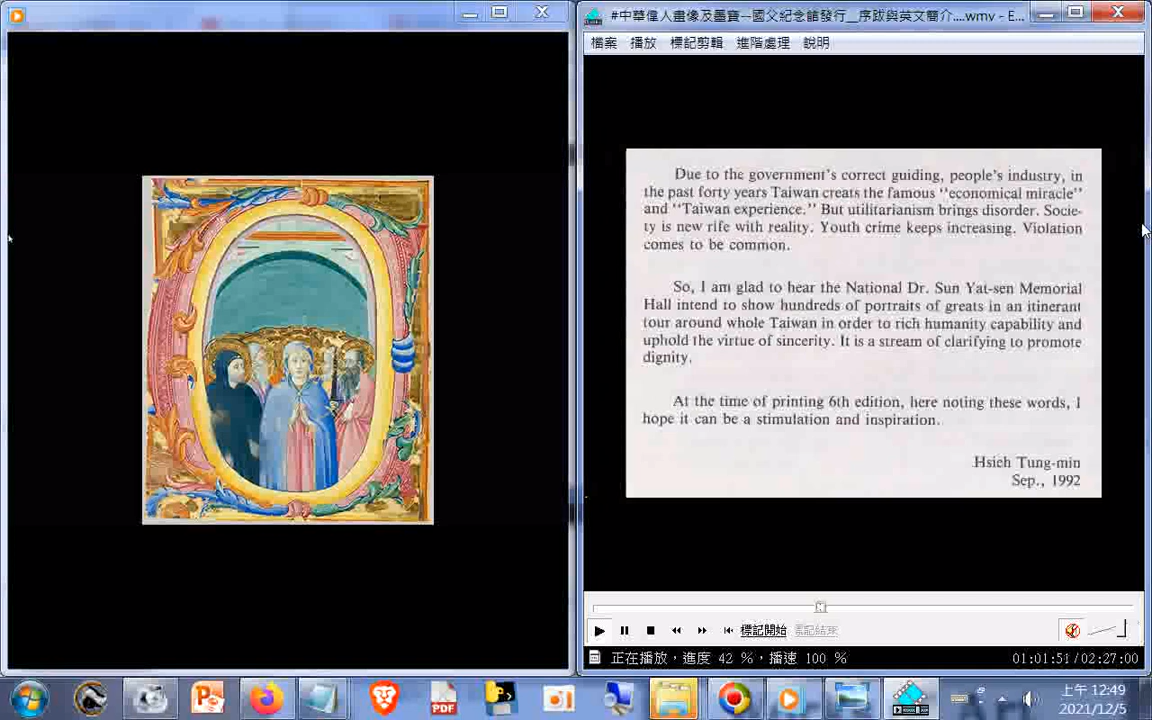 #中華偉人畫像及墨寶--國父紀念館發行__序跋與英文簡介....wmv - E...
檔案 播放 標記剪輯 進階處理 說明
Due to the government's correct guiding, people's industry, in
the past forty years Taiwan creats the famous "economical miracle"
and "Taiwan experience." But utilitarianism brings disorder. Socie-
ty is new rife with reality. Youth crime keeps increasing. Violation
comes to be common.
So, I am glad to hear the National Dr. Sun Yat-sen Memorial
Hall intend to show hundreds of portraits of greats in an itinerant
tour around whole Taiwan in order to rich humanity capability and
uphold the virtue of sincerity. It is a stream of clarifying to promote
dignity.
At the time of printing 6th edition, here noting these words, I
hope it can be a stimulation and inspiration.
Hsieh Tung-min
Sep., 1992
標記開始 標記結束
正在播放，進度 42 %，播速 100 % 01:01:51 / 02:27:00
PDF
上午 12:49
2021/12/5